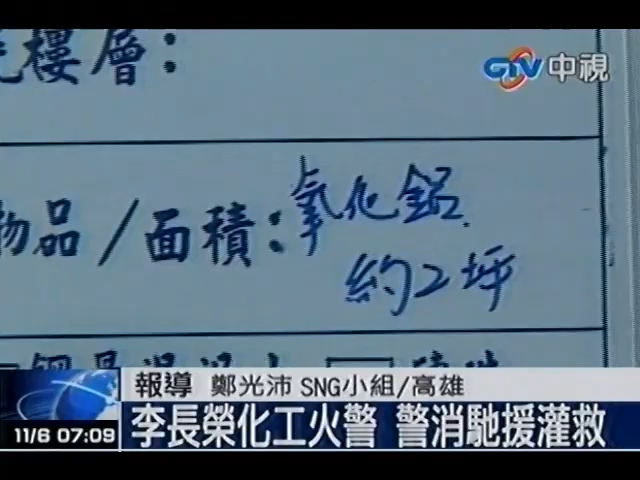 樓層：
CTV中視
物品/面積：氧化鋁
約2坪
報導 鄭光沛 SNG小組/高雄
李長榮化工火警 警消馳援灌救
11/6 07:09